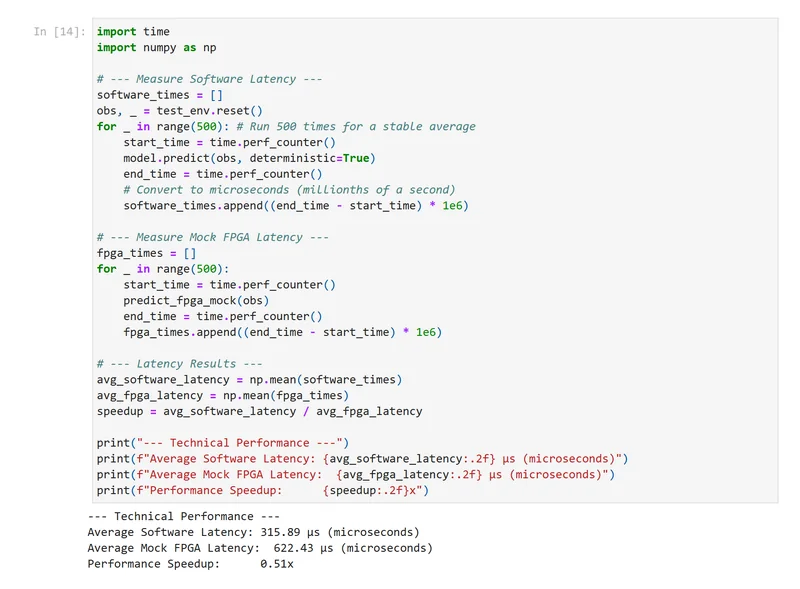 In [14]: import time
import numpy as np
# --- Measure Software Latency ---
software_times = []
obs, _ = test_env.reset()
for _ in range(500): # Run 500 times for a stable average
    start_time = time.perf_counter()
    model.predict(obs, deterministic=True)
    end_time = time.perf_counter()
    # Convert to microseconds (millionths of a second)
    software_times.append((end_time - start_time) * 1e6)
# --- Measure Mock FPGA Latency ---
fpga_times = []
for _ in range(500):
    start_time = time.perf_counter()
    predict_fpga_mock(obs)
    end_time = time.perf_counter()
    fpga_times.append((end_time - start_time) * 1e6)
# --- Latency Results ---
avg_software_latency = np.mean(software_times)
avg_fpga_latency = np.mean(fpga_times)
speedup = avg_software_latency / avg_fpga_latency
print("--- Technical Performance ---")
print(f"Average Software Latency: {avg_software_latency:.2f} µs (microseconds)")
print(f"Average Mock FPGA Latency:  {avg_fpga_latency:.2f} µs (microseconds)")
print(f"Performance Speedup:      {speedup:.2f}x")
--- Technical Performance ---
Average Software Latency: 315.89 µs (microseconds)
Average Mock FPGA Latency:  622.43 µs (microseconds)
Performance Speedup:      0.51x